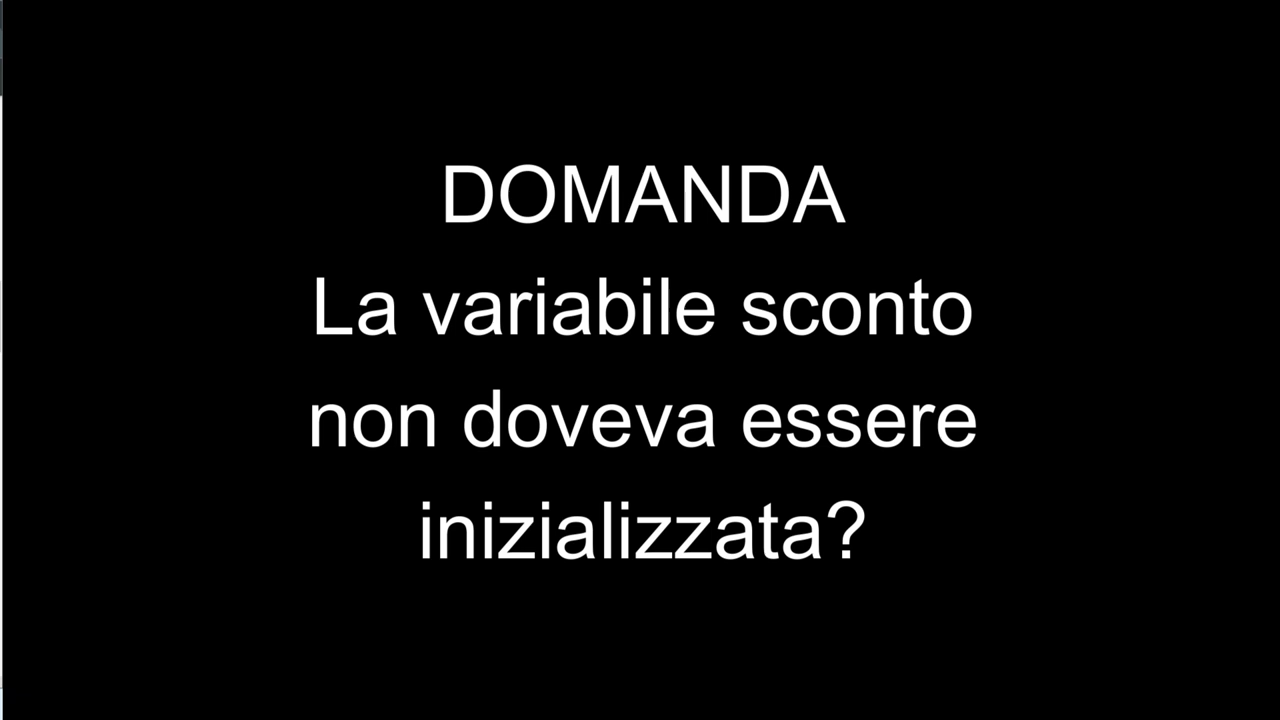 DOMANDA
La variabile sconto
non doveva essere
inizializzata?